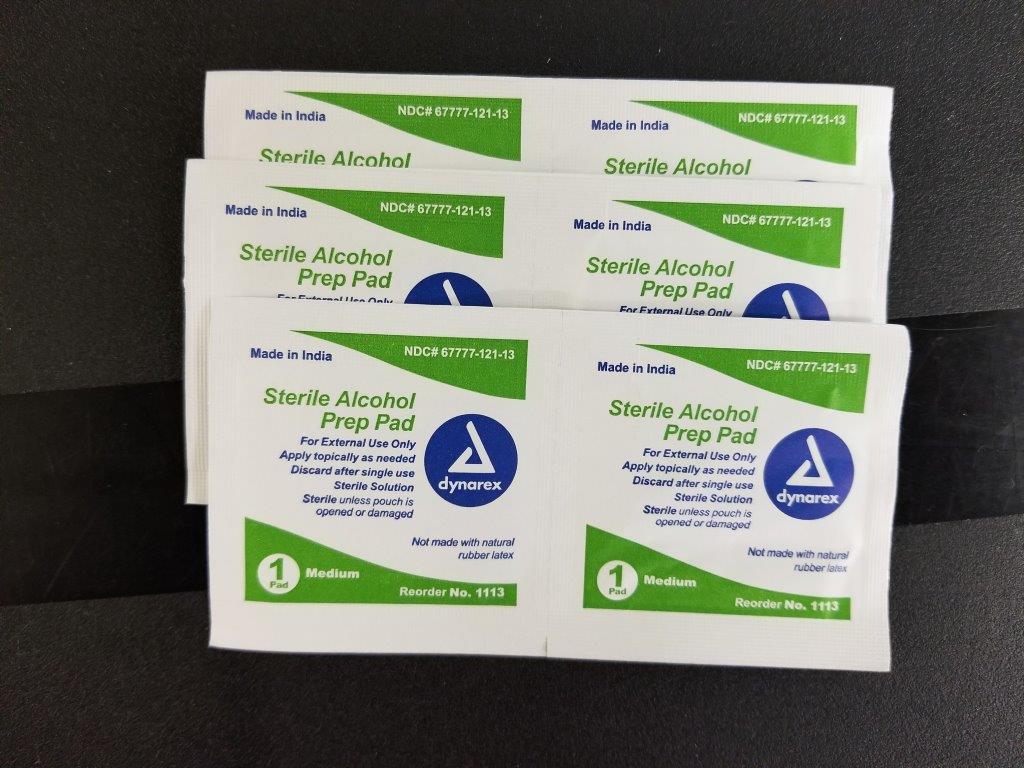 Made in India
NDC# 67777-121-13
Sterile Alcohol
Made in India
NDC# 67777-121-13
Sterile Alcohol
Made in India
NDC# 67777-121-13
Sterile Alcohol
Prep Pad
For External Use Only
Made in India
NDC# 67777-121-13
Sterile Alcohol
Prep Pad
For External Use Only
Made in India
NDC# 67777-121-13
Sterile Alcohol
Prep Pad
For External Use Only
Apply topically as needed
Discard after single use
Sterile Solution
Sterile unless pouch is
opened or damaged
dynarex
Not made with natural
rubber latex
1
Pad
Medium
Reorder No. 1113
Made in India
NDC# 67777-121-13
Sterile Alcohol
Prep Pad
For External Use Only
Apply topically as needed
Discard after single use
Sterile Solution
Sterile unless pouch is
opened or damaged
dynarex
Not made with natural
rubber latex
1
Pad
Medium
Reorder No. 1113